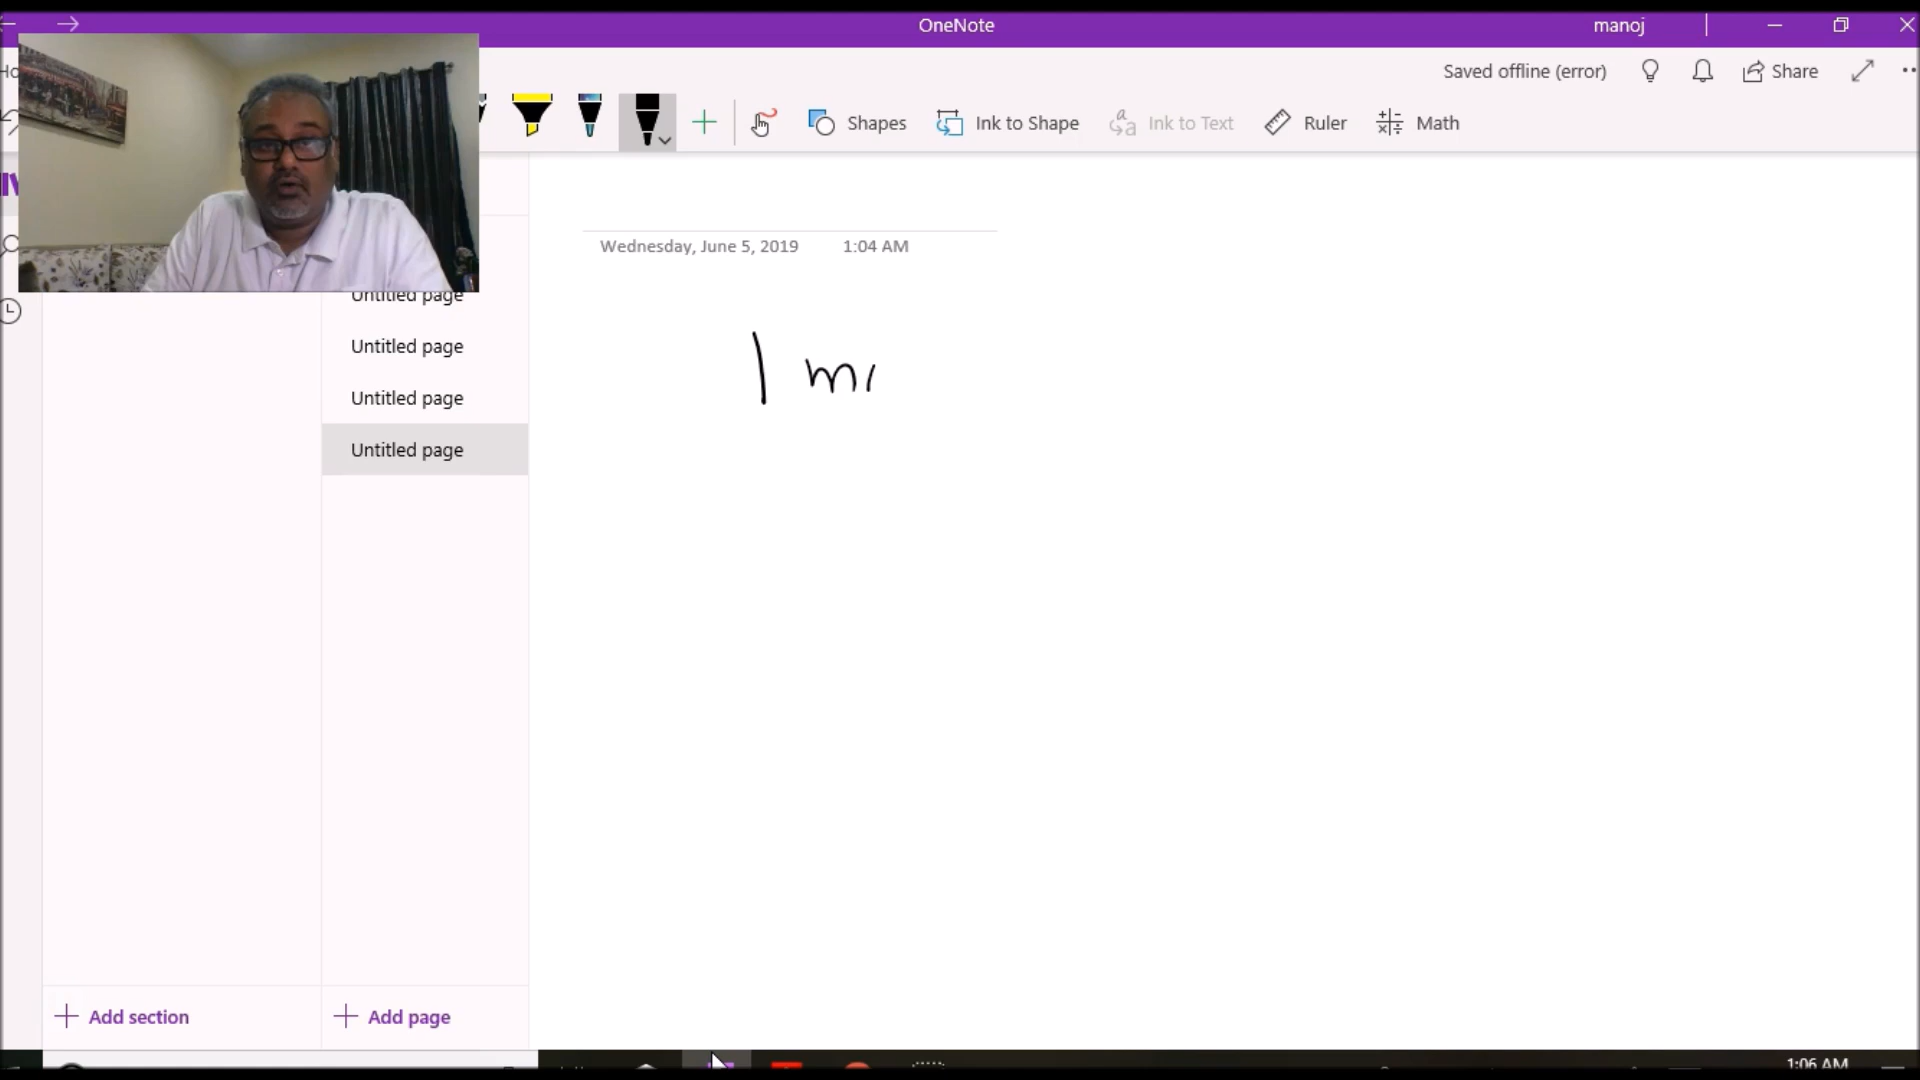 OneNote
manoj
Saved offline (error)
Share
Shapes
Ink to Shape
Ink to Text
Ruler
Math
Wednesday, June 5, 2019 1:04 AM
Untitled page
Untitled page
Untitled page
Untitled page
1 m
Add section
Add page
1:06 AM